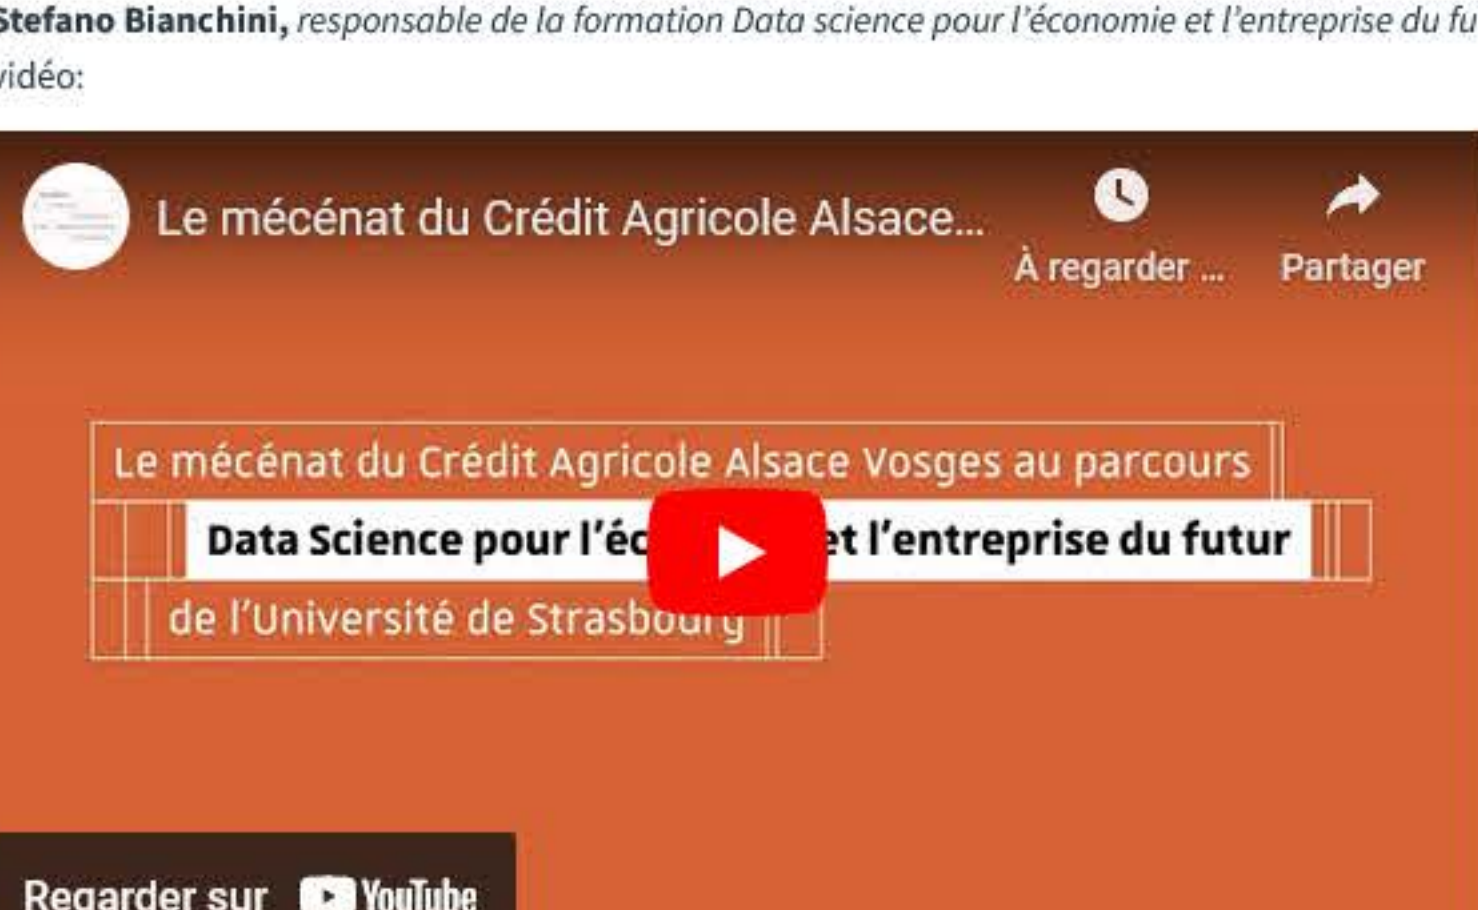 Stefano Bianchini, responsable de la formation Data science pour l'économie et l'entreprise du fu
vidéo:
Le mécénat du Crédit Agricole Alsace...
À regarder ...
Partager
Le mécénat du Crédit Agricole Alsace Vosges au parcours
Data Science pour l'éc et l'entreprise du futur
de l'Université de Strasbourg
Regarder sur YouTube